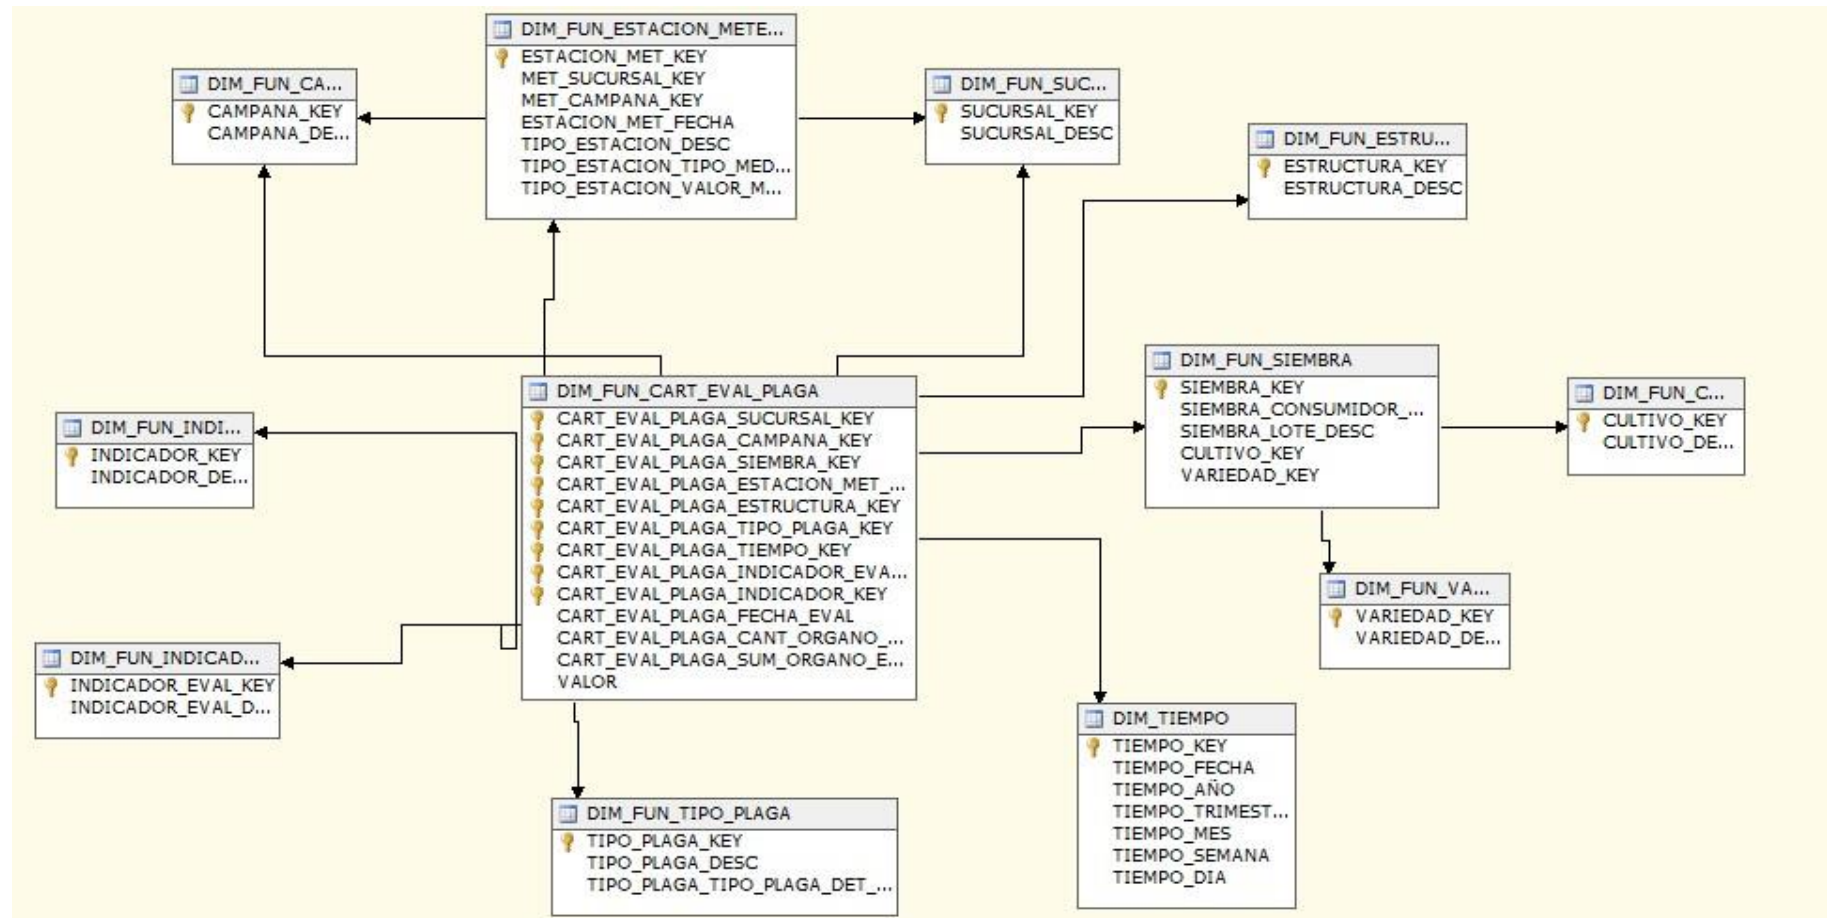 DIM_FUN_ESTACION_METE...
ESTACION_MET_KEY
MET_SUCURSAL_KEY
MET_CAMPANA_KEY
ESTACION_MET_FECHA
TIPO_ESTACION_DESC
TIPO_ESTACION_TIPO_MED...
TIPO_ESTACION_VALOR_M...
DIM_FUN_CA...
CAMPANA_KEY
CAMPANA_DE...
DIM_FUN_SUC...
SUCURSAL_KEY
SUCURSAL_DESC
DIM_FUN_ESTRU...
ESTRUCTURA_KEY
ESTRUCTURA_DESC
DIM_FUN_SIEMBRA
SIEMBRA_KEY
SIEMBRA_CONSUMIDOR_...
SIEMBRA_LOTE_DESC
CULTIVO_KEY
VARIEDAD_KEY
DIM_FUN_C...
CULTIVO_KEY
CULTIVO_DE...
DIM_FUN_CART_EVAL_PLAGA
CART_EVAL_PLAGA_SUCURSAL_KEY
CART_EVAL_PLAGA_CAMPANA_KEY
CART_EVAL_PLAGA_SIEMBRA_KEY
CART_EVAL_PLAGA_ESTACION_MET_...
CART_EVAL_PLAGA_ESTRUCTURA_KEY
CART_EVAL_PLAGA_TIPO_PLAGA_KEY
CART_EVAL_PLAGA_TIEMPO_KEY
CART_EVAL_PLAGA_INDICADOR_EVA...
CART_EVAL_PLAGA_INDICADOR_KEY
CART_EVAL_PLAGA_FECHA_EVAL
CART_EVAL_PLAGA_CANT_ORGANO_...
CART_EVAL_PLAGA_SUM_ORGANO_E...
VALOR
DIM_FUN_INDI...
INDICADOR_KEY
INDICADOR_DE...
DIM_FUN_VA...
VARIEDAD_KEY
VARIEDAD_DE...
DIM_FUN_INDICAD...
INDICADOR_EVAL_KEY
INDICADOR_EVAL_D...
DIM_TIEMPO
TIEMPO_KEY
TIEMPO_FECHA
TIEMPO_AÑO
TIEMPO_TRIMEST...
TIEMPO_MES
TIEMPO_SEMANA
TIEMPO_DIA
DIM_FUN_TIPO_PLAGA
TIPO_PLAGA_KEY
TIPO_PLAGA_DESC
TIPO_PLAGA_TIPO_PLAGA_DET_...